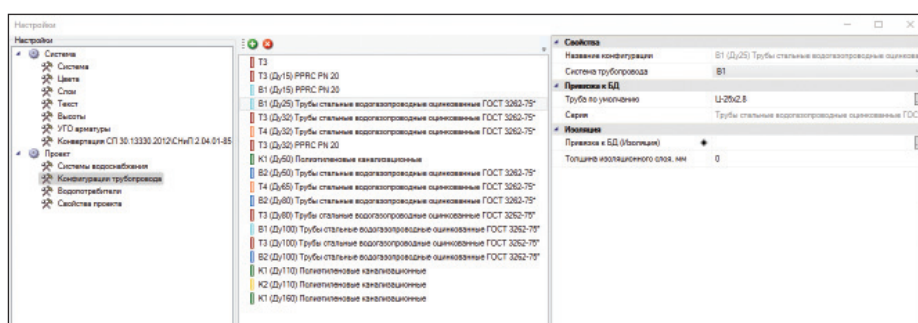 Настройки
Настройки
Система
Система
Цвета
Слои
Текст
Высоты
УГО арматуры
Конвертация СП 30.13330.2012\СНиП 2.04.01-85
Проект
Системы водоснабжения
Конфигурации трубопровода
Водопотребители
Свойства проекта
Т3
Т3 (Ду15) PPRC PN 20
В1 (Ду15) PPRC PN 20
В1 (Ду25) Трубы стальные водогазопроводные оцинкованные ГОСТ 3262-75*
Т3 (Ду32) Трубы стальные водогазопроводные оцинкованные ГОСТ 3262-75*
Т4 (Ду32) Трубы стальные водогазопроводные оцинкованные ГОСТ 3262-75*
Т3 (Ду32) PPRC PN 20
К1 (Ду50) Полиэтиленовые канализационные
В2 (Ду50) Трубы стальные водогазопроводные оцинкованные ГОСТ 3262-75*
Т4 (Ду65) Трубы стальные водогазопроводные оцинкованные ГОСТ 3262-75*
В2 (Ду80) Трубы стальные водогазопроводные оцинкованные ГОСТ 3262-75*
Т3 (Ду80) Трубы стальные водогазопроводные оцинкованные ГОСТ 3262-75*
В1 (Ду100) Трубы стальные водогазопроводные оцинкованные ГОСТ 3262-75*
Т3 (Ду100) Трубы стальные водогазопроводные оцинкованные ГОСТ 3262-75*
В2 (Ду100) Трубы стальные водогазопроводные оцинкованные ГОСТ 3262-75*
К1 (Ду110) Полиэтиленовые канализационные
К2 (Ду110) Полиэтиленовые канализационные
К1 (Ду160) Полиэтиленовые канализационные
Свойства
Название конфигурации В1 (Ду25) Трубы стальные водогазопроводные оцинкова
Система трубопровода В1
Привязка к БД
Труба по умолчанию Ц-25х2.8
Серия Трубы стальные водогазопроводные оцинкованные ГОС
Изоляция
Привязка к БД (Изоляция)
Толщина изоляционного слоя, мм 0